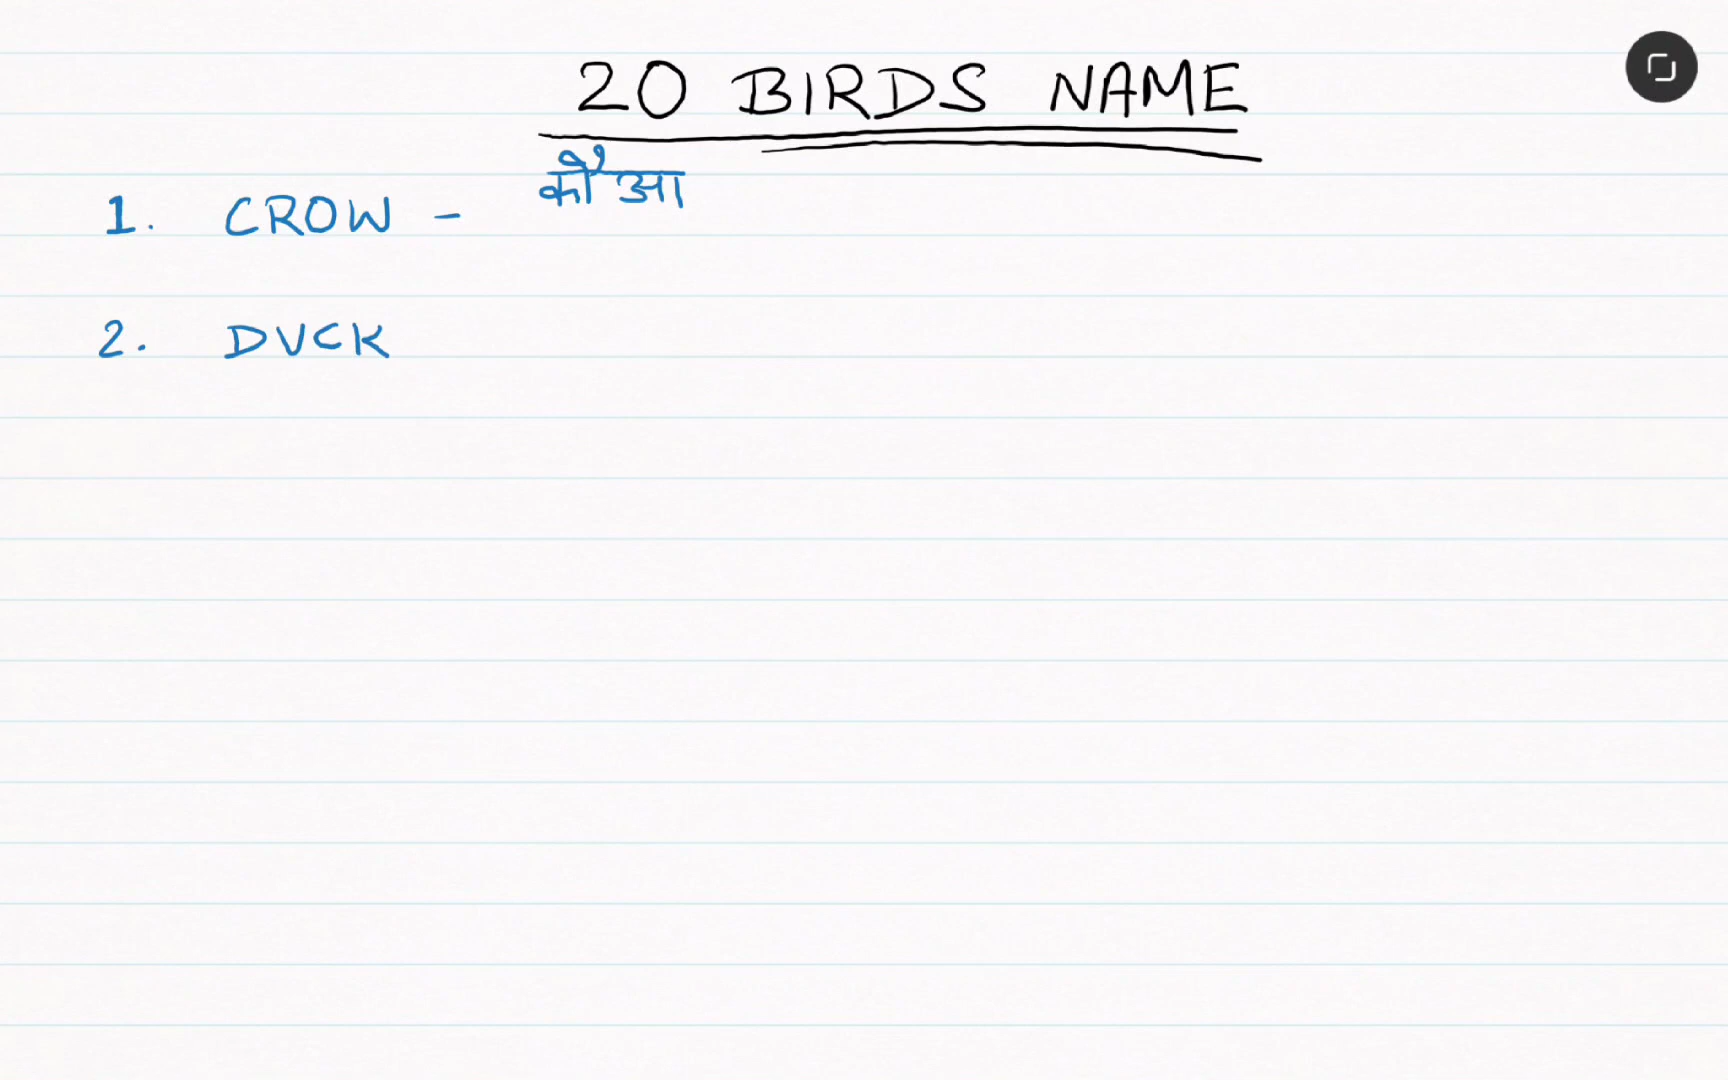 20 BIRDS NAME
1. CROW - कौआ
2. DUCK